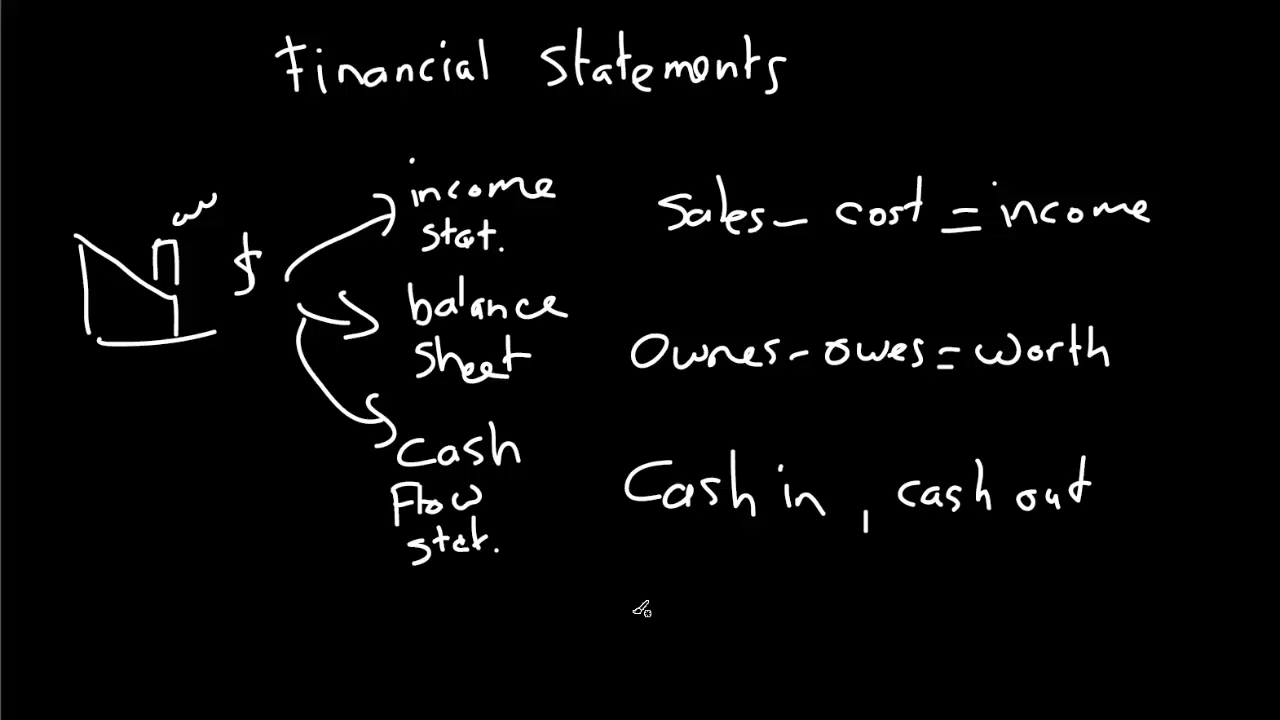 Financial Statements
income
stat.
Sales - cost = income
$
balance
sheet
Ownes - owes = worth
Cash
Flow
stat.
Cash in, cash out